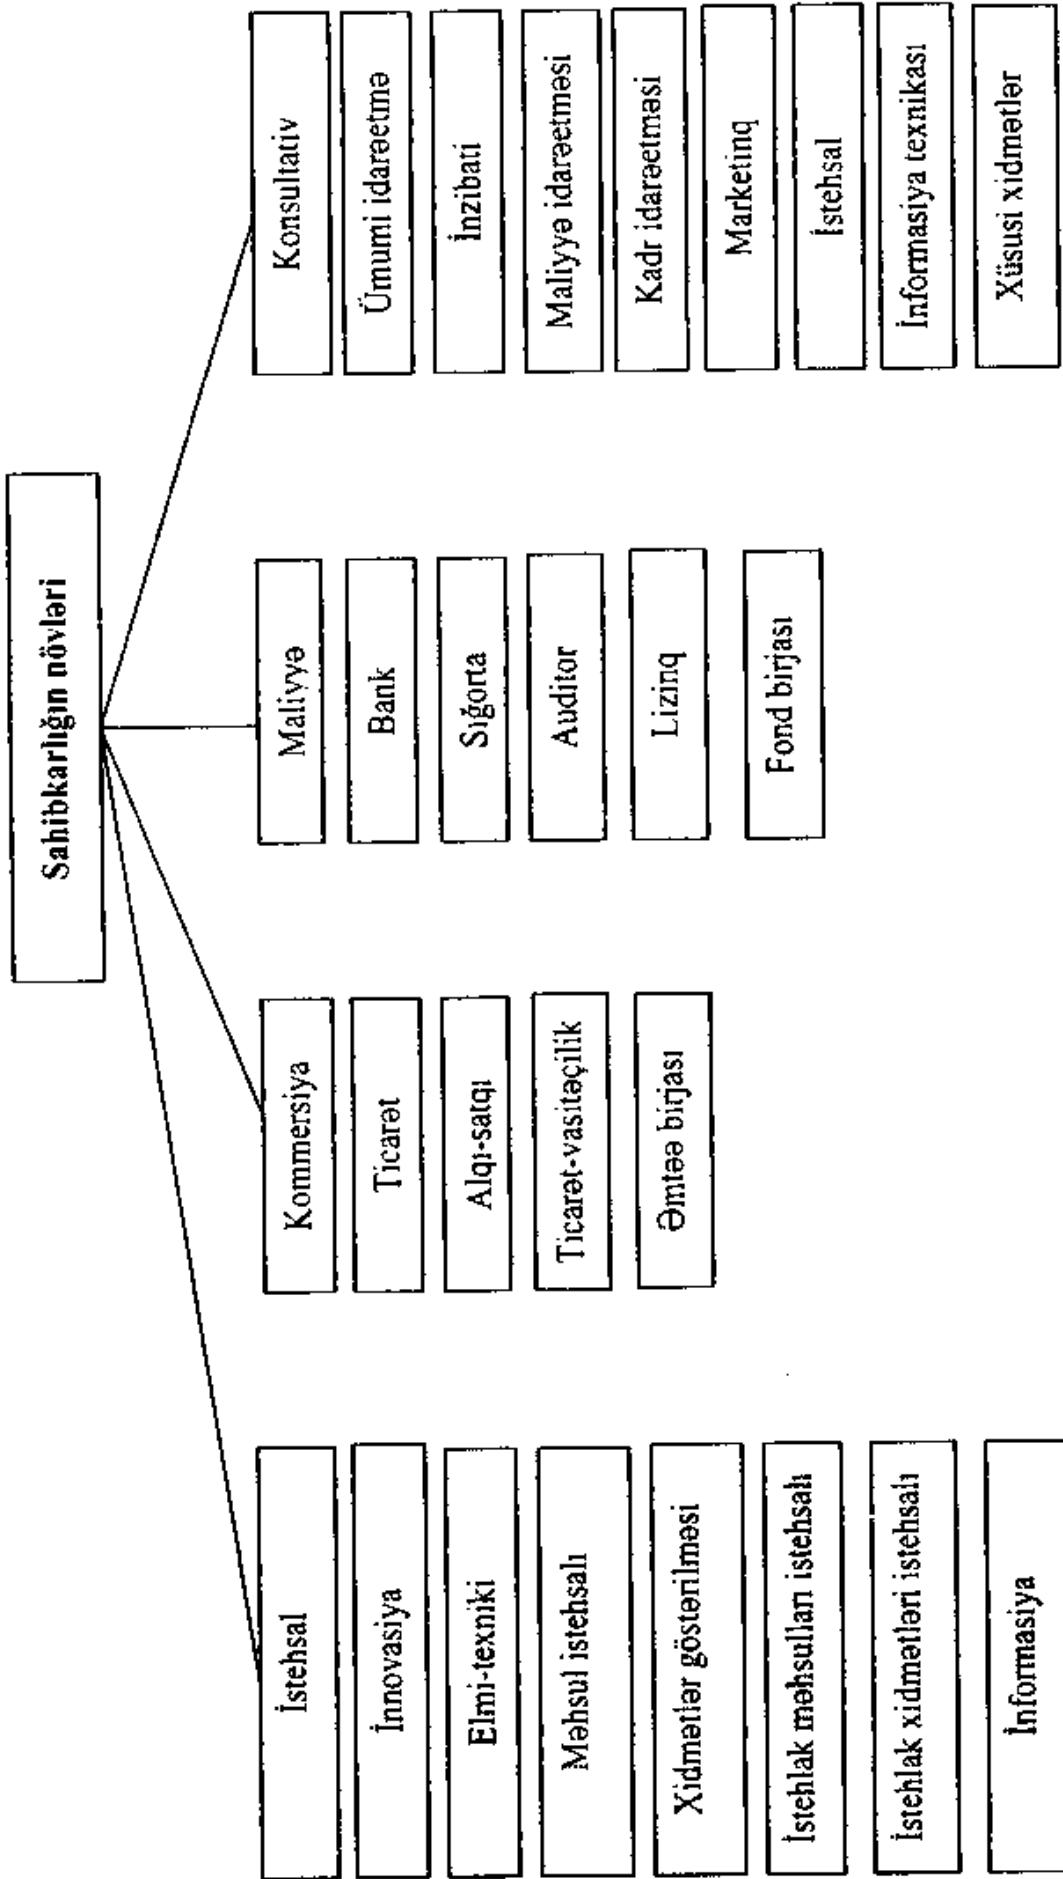 Sahibkarlığın növləri
İstehsal
İnnovasiya
Elmi-texniki
Məhsul istehsalı
Xidmətlər göstərilməsi
İstehlak məhsulları istehsalı
İstehlak xidmətləri istehsalı
İnformasiya
Kommersiya
Ticarət
Alqı-satqı
Ticarət-vasitəçilik
Əmtəə birjası
Maliyyə
Bank
Sığorta
Auditor
Lizinq
Fond birjası
Konsultativ
Ümumi idarəetmə
İnzibati
Maliyyə idarəetməsi
Kadr idarəetməsi
Marketinq
İstehsal
İnformasiya texnikası
Xüsusi xidmətlər